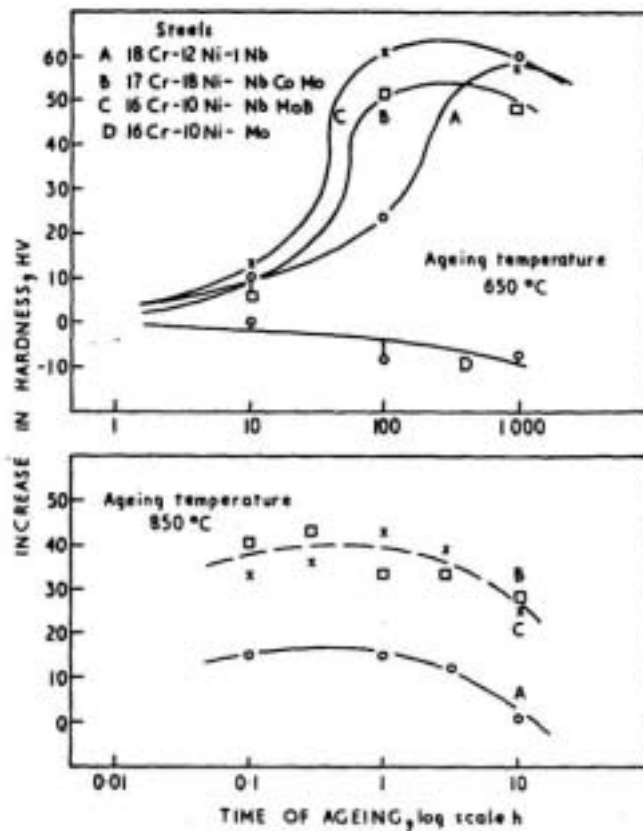 Steels
A 18 Cr-12 Ni-1 Nb
B 17 Cr-18 Ni- Nb Co Mo
C 16 Cr-10 Ni- Nb MoB
D 16 Cr-10 Ni- Mo
60
50
40
30
20
10
0
-10
C B A
Ageing temperature
650 °C
D
1 10 100 1 000
INCREASE IN HARDNESS, HV
Ageing temperature
850 °C
50
40
30
20
10
0
B
C
A
0·01 0·1 1 10
TIME OF AGEING, log scale h